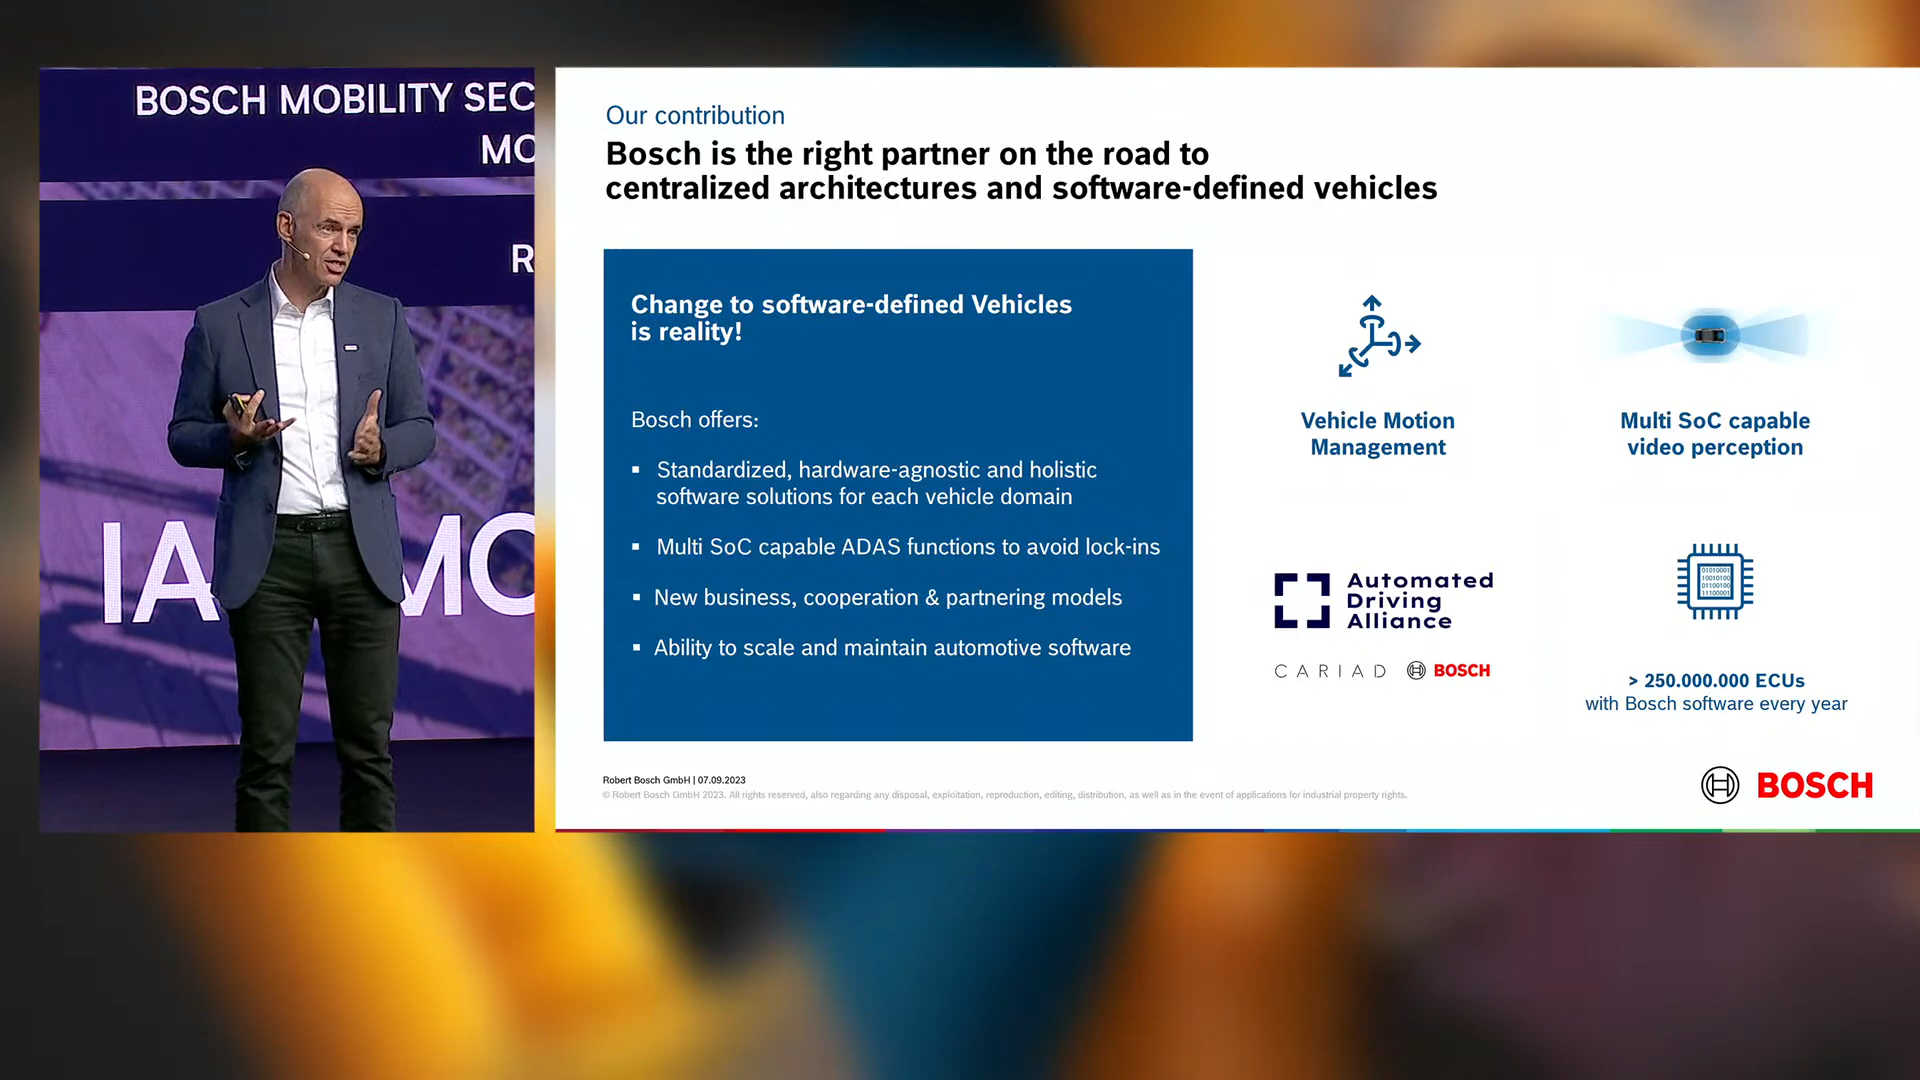 BOSCH MOBILITY SEC
MO
R
IA MO
Our contribution
Bosch is the right partner on the road to
centralized architectures and software-defined vehicles
Change to software-defined Vehicles
is reality!
Bosch offers:
▪ Standardized, hardware-agnostic and holistic
software solutions for each vehicle domain
▪ Multi SoC capable ADAS functions to avoid lock-ins
▪ New business, cooperation & partnering models
▪ Ability to scale and maintain automotive software
Vehicle Motion
Management
Multi SoC capable
video perception
Automated
Driving
Alliance
CARIAD BOSCH
01010001
10010100
01100100
11100001
> 250.000.000 ECUs
with Bosch software every year
Robert Bosch GmbH | 07.09.2023
© Robert Bosch GmbH 2023. All rights reserved, also regarding any disposal, exploitation, reproduction, editing, distribution, as well as in the event of applications for industrial property rights.
BOSCH